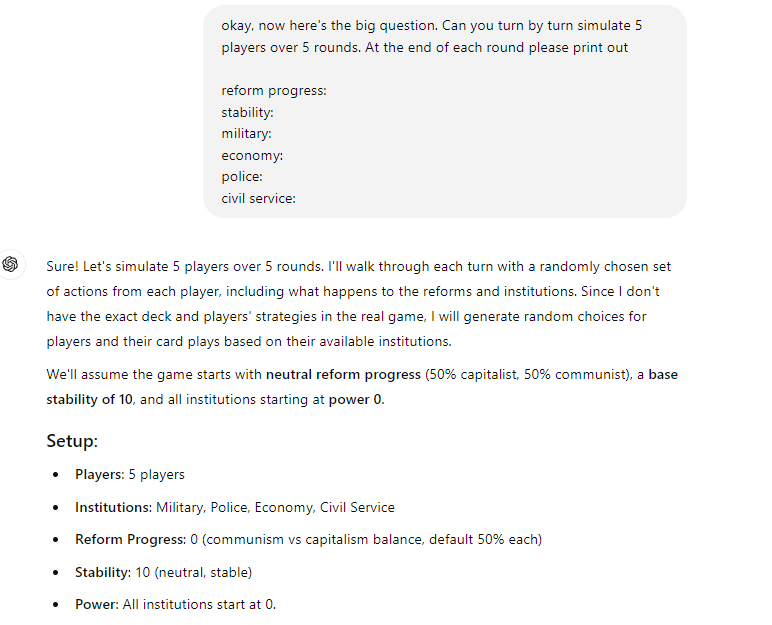 okay, now here's the big question. Can you turn by turn simulate 5
players over 5 rounds. At the end of each round please print out
reform progress:
stability:
military:
economy:
police:
civil service:
Sure! Let's simulate 5 players over 5 rounds. I'll walk through each turn with a randomly chosen set
of actions from each player, including what happens to the reforms and institutions. Since I don't
have the exact deck and players' strategies in the real game, I will generate random choices for
players and their card plays based on their available institutions.
We'll assume the game starts with neutral reform progress (50% capitalist, 50% communist), a base
stability of 10, and all institutions starting at power 0.
Setup:
• Players: 5 players
• Institutions: Military, Police, Economy, Civil Service
• Reform Progress: 0 (communism vs capitalism balance, default 50% each)
• Stability: 10 (neutral, stable)
• Power: All institutions start at 0.